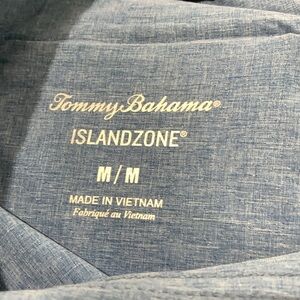 Tommy Bahama®
ISLANDZONE®
M/M
MADE IN VIETNAM
Fabriqué au Vietnam